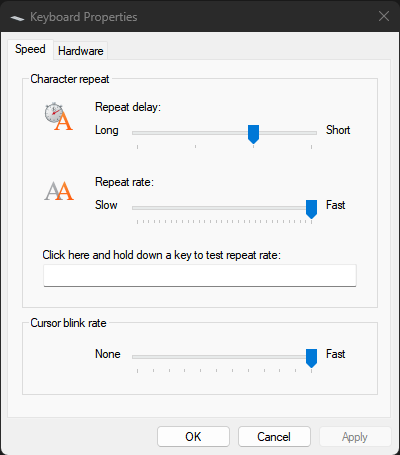 Keyboard Properties
Speed Hardware
Character repeat
Repeat delay:
Long Short
Repeat rate:
Slow Fast
Click here and hold down a key to test repeat rate:
Cursor blink rate
None Fast
OK Cancel Apply